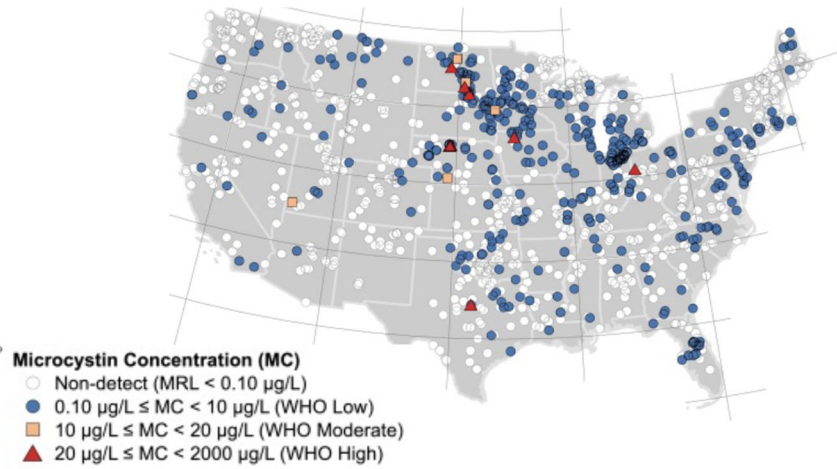 Microcystin Concentration (MC)
Non-detect (MRL < 0.10 µg/L)
0.10 µg/L ≤ MC < 10 µg/L (WHO Low)
10 µg/L ≤ MC < 20 µg/L (WHO Moderate)
20 µg/L ≤ MC < 2000 µg/L (WHO High)